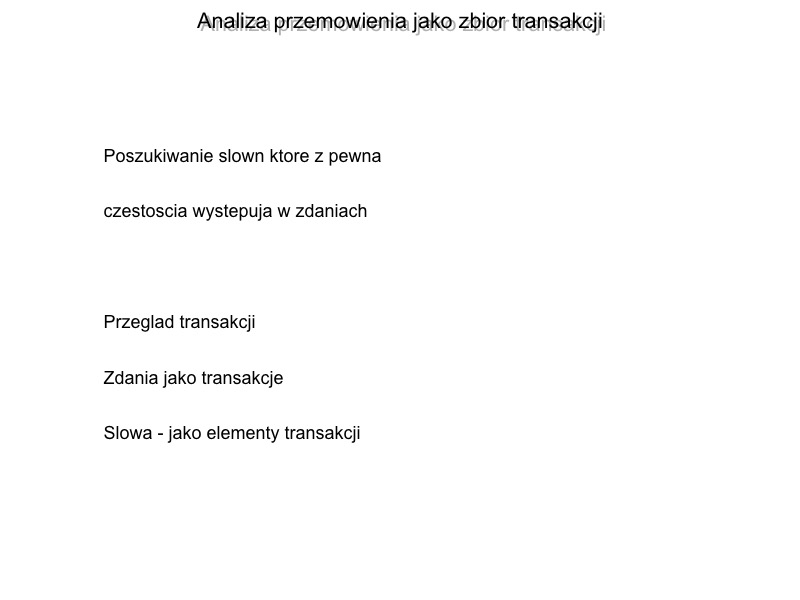 Analiza przemowienia jako zbior transakcji
Poszukiwanie slown ktore z pewna
czestoscia wystepuja w zdaniach
Przeglad transakcji
Zdania jako transakcje
Slowa - jako elementy transakcji